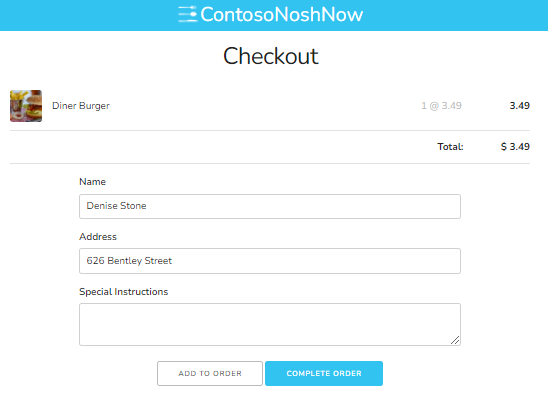 ContosoNoshNow
Checkout
Diner Burger 1 @ 3.49 3.49
Total: $ 3.49
Name
Denise Stone
Address
626 Bentley Street
Special Instructions
ADD TO ORDER COMPLETE ORDER